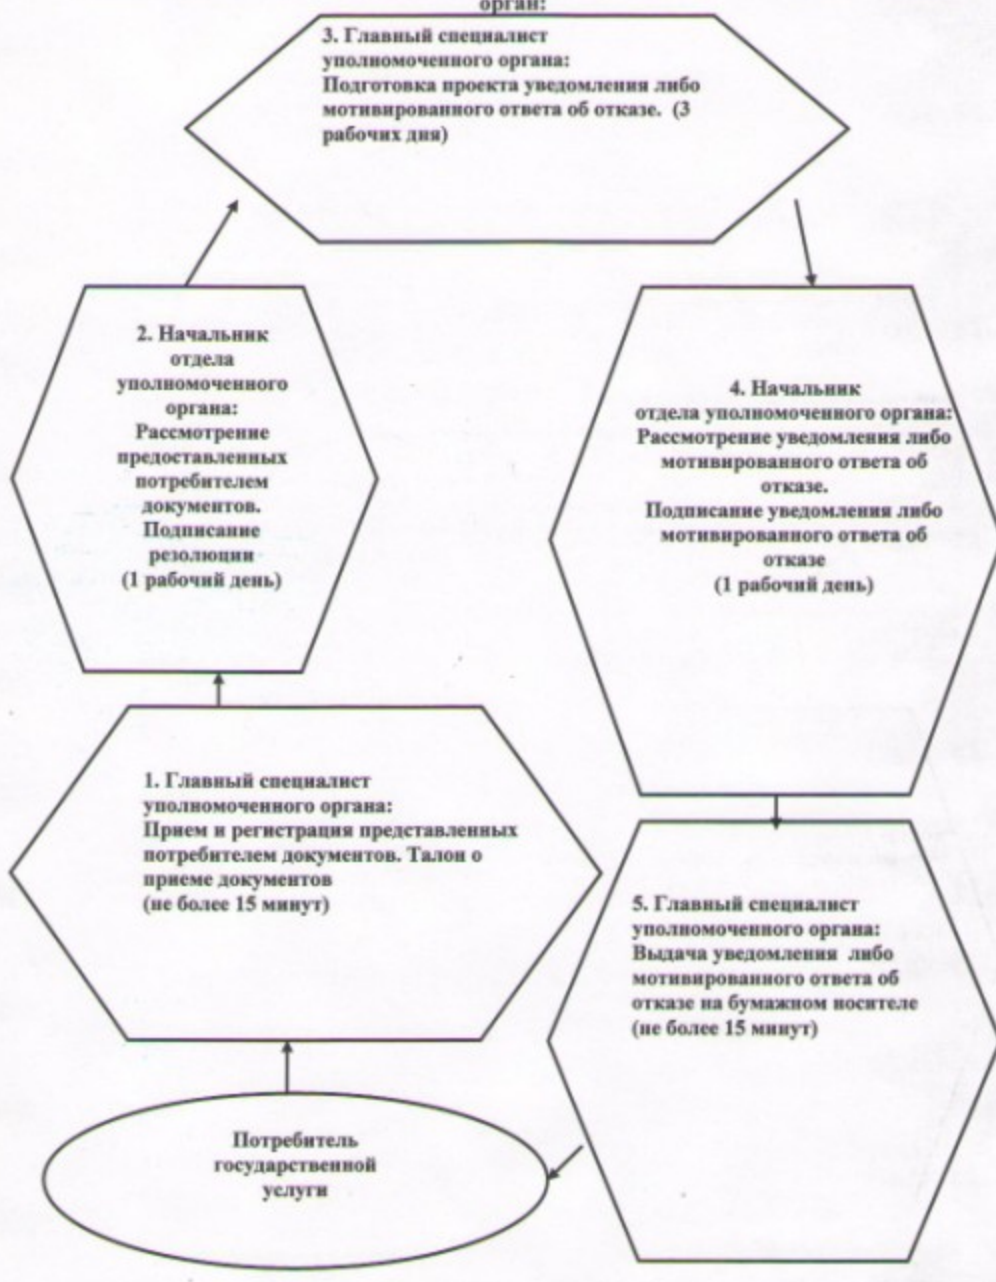 орган:
3. Главный специалист
уполномоченного органа:
Подготовка проекта уведомления либо
мотивированного ответа об отказе. (3
рабочих дня)
2. Начальник
отдела
уполномоченного
органа:
Рассмотрение
предоставленных
потребителем
документов.
Подписание
резолюции
(1 рабочий день)
4. Начальник
отдела уполномоченного органа:
Рассмотрение уведомления либо
мотивированного ответа об
отказе.
Подписание уведомления либо
мотивированного ответа об
отказе
(1 рабочий день)
1. Главный специалист
уполномоченного органа:
Прием и регистрация представленных
потребителем документов. Талон о
приеме документов
(не более 15 минут)
5. Главный специалист
уполномоченного органа:
Выдача уведомления либо
мотивированного ответа об
отказе на бумажном носителе
(не более 15 минут)
Потребитель
государственной
услуги